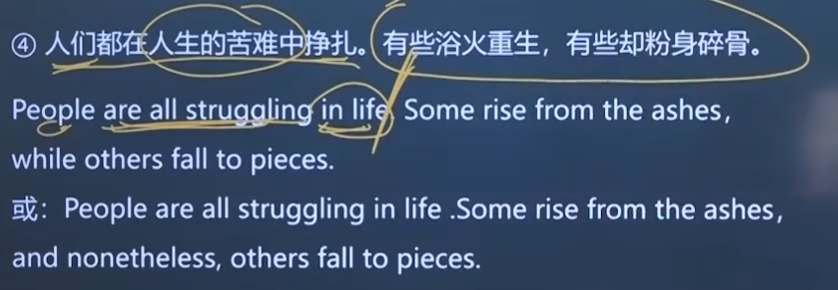 ④ 人们都在人生的苦难中挣扎。有些浴火重生，有些却粉身碎骨。
People are all struggling in life. Some rise from the ashes,
while others fall to pieces.
或：People are all struggling in life .Some rise from the ashes,
and nonetheless, others fall to pieces.